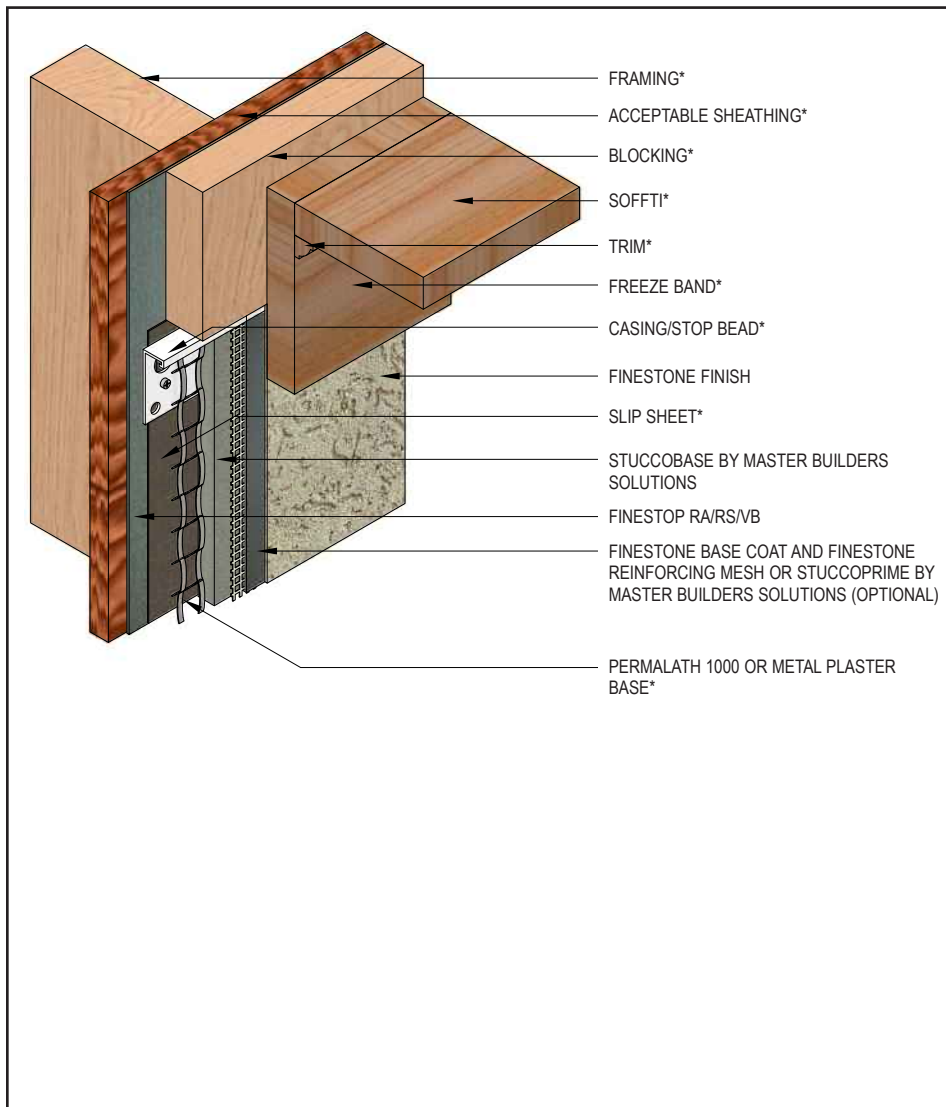 FRAMING*
ACCEPTABLE SHEATHING*
BLOCKING*
SOFFTI*
TRIM*
FREEZE BAND*
CASING/STOP BEAD*
FINESTONE FINISH
SLIP SHEET*
STUCCOBASE BY MASTER BUILDERS
SOLUTIONS
FINESTOP RA/RS/VB
FINESTONE BASE COAT AND FINESTONE
REINFORCING MESH OR STUCCOPRIME BY
MASTER BUILDERS SOLUTIONS (OPTIONAL)
PERMALATH 1000 OR METAL PLASTER
BASE*